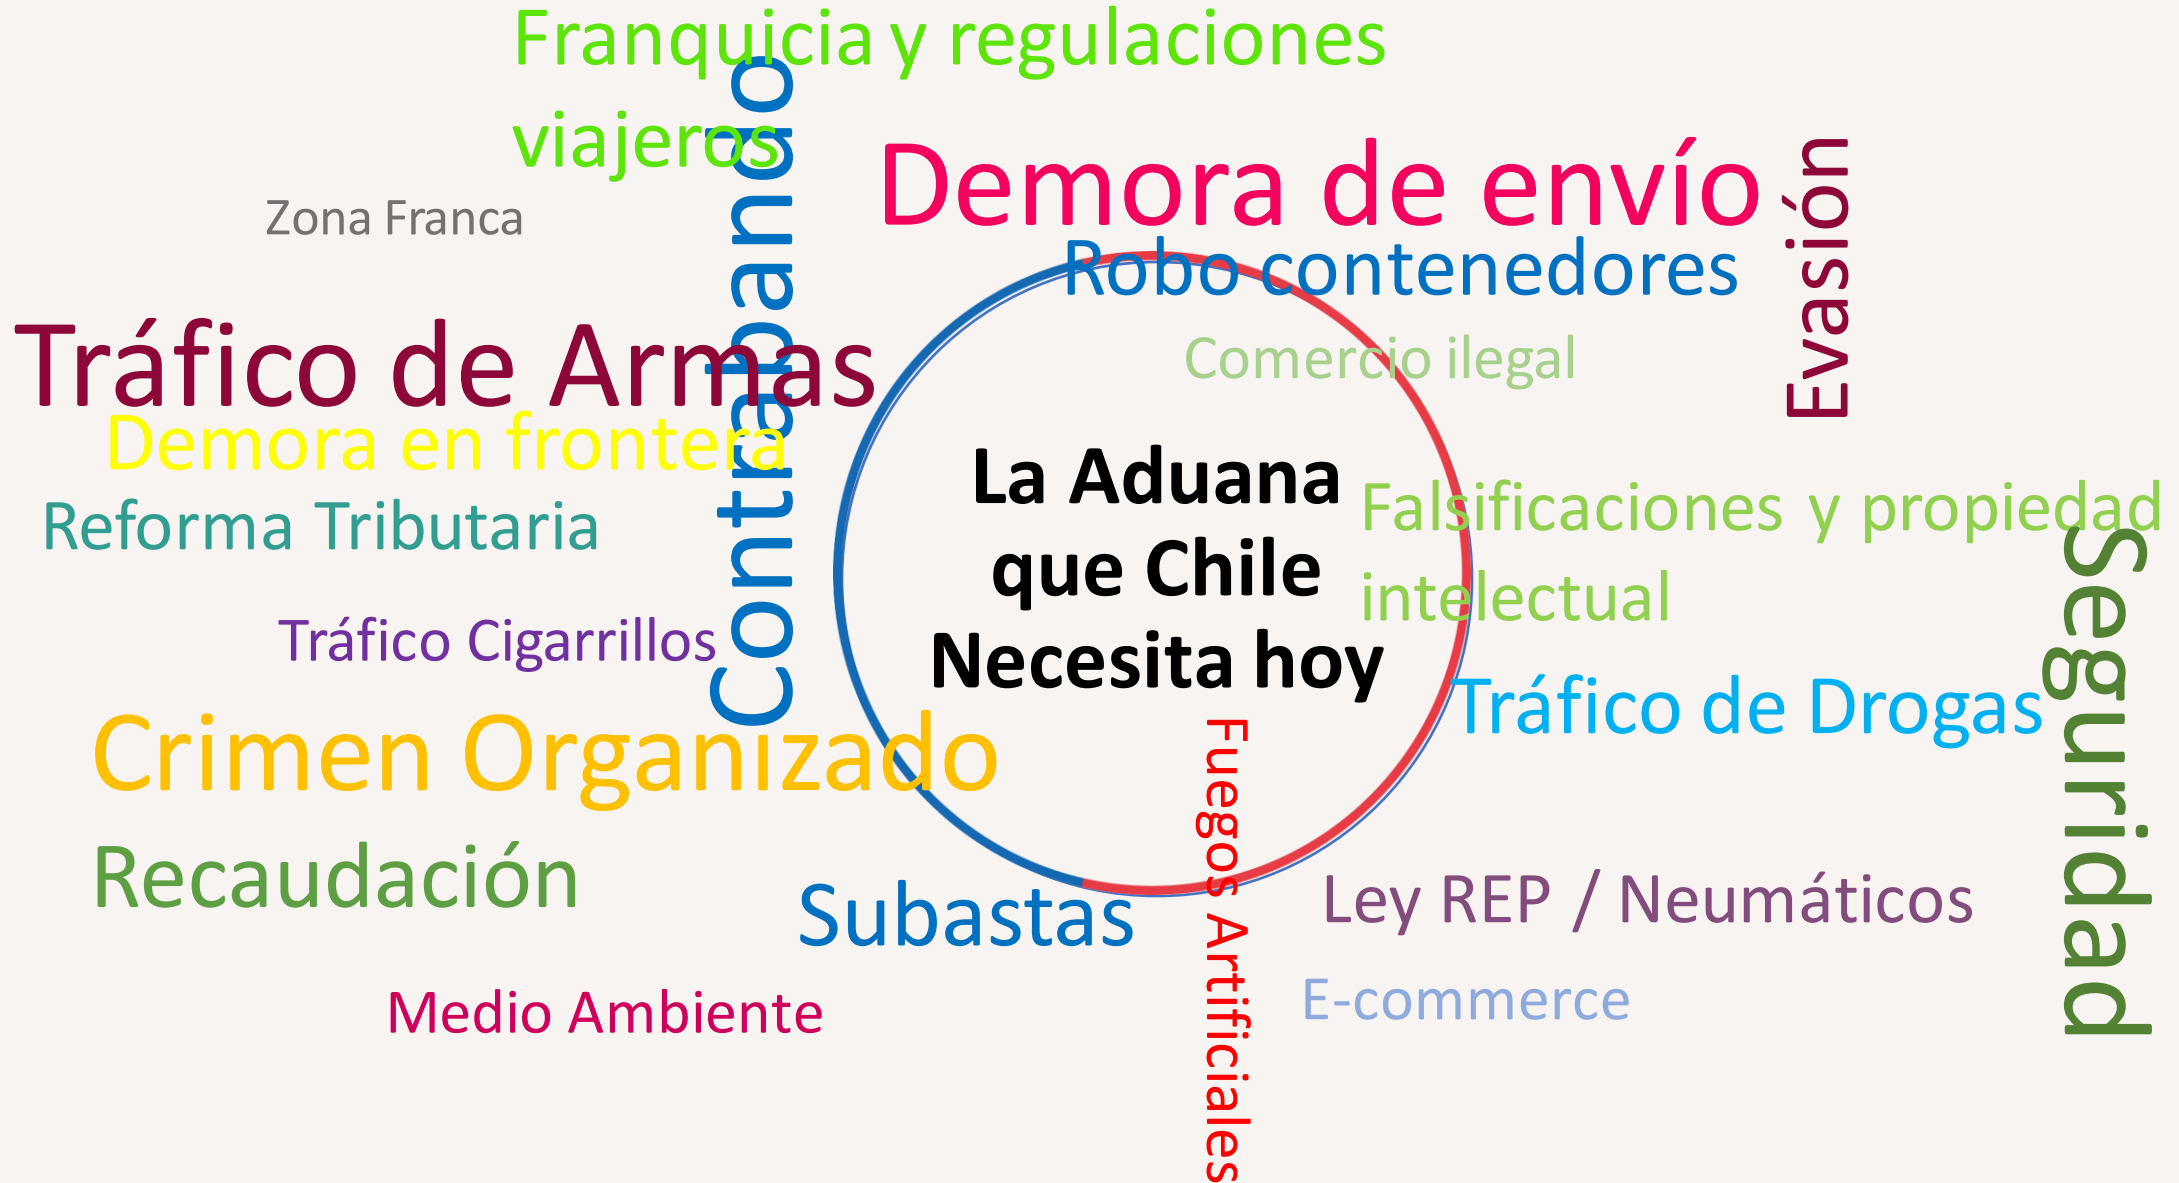 Franquicia y regulaciones
viajeros
Contrabando
Demora de envío
Evasión
Zona Franca
Robo contenedores
Tráfico de Armas
Comercio ilegal
Demora en frontera
La Aduana
que Chile
Necesita hoy
Falsificaciones y propiedad
intelectual
Reforma Tributaria
Seguridad
Tráfico Cigarrillos
Tráfico de Drogas
Crimen Organizado
Fuegos Artificiales
Recaudación
Subastas
Ley REP / Neumáticos
Medio Ambiente
E-commerce